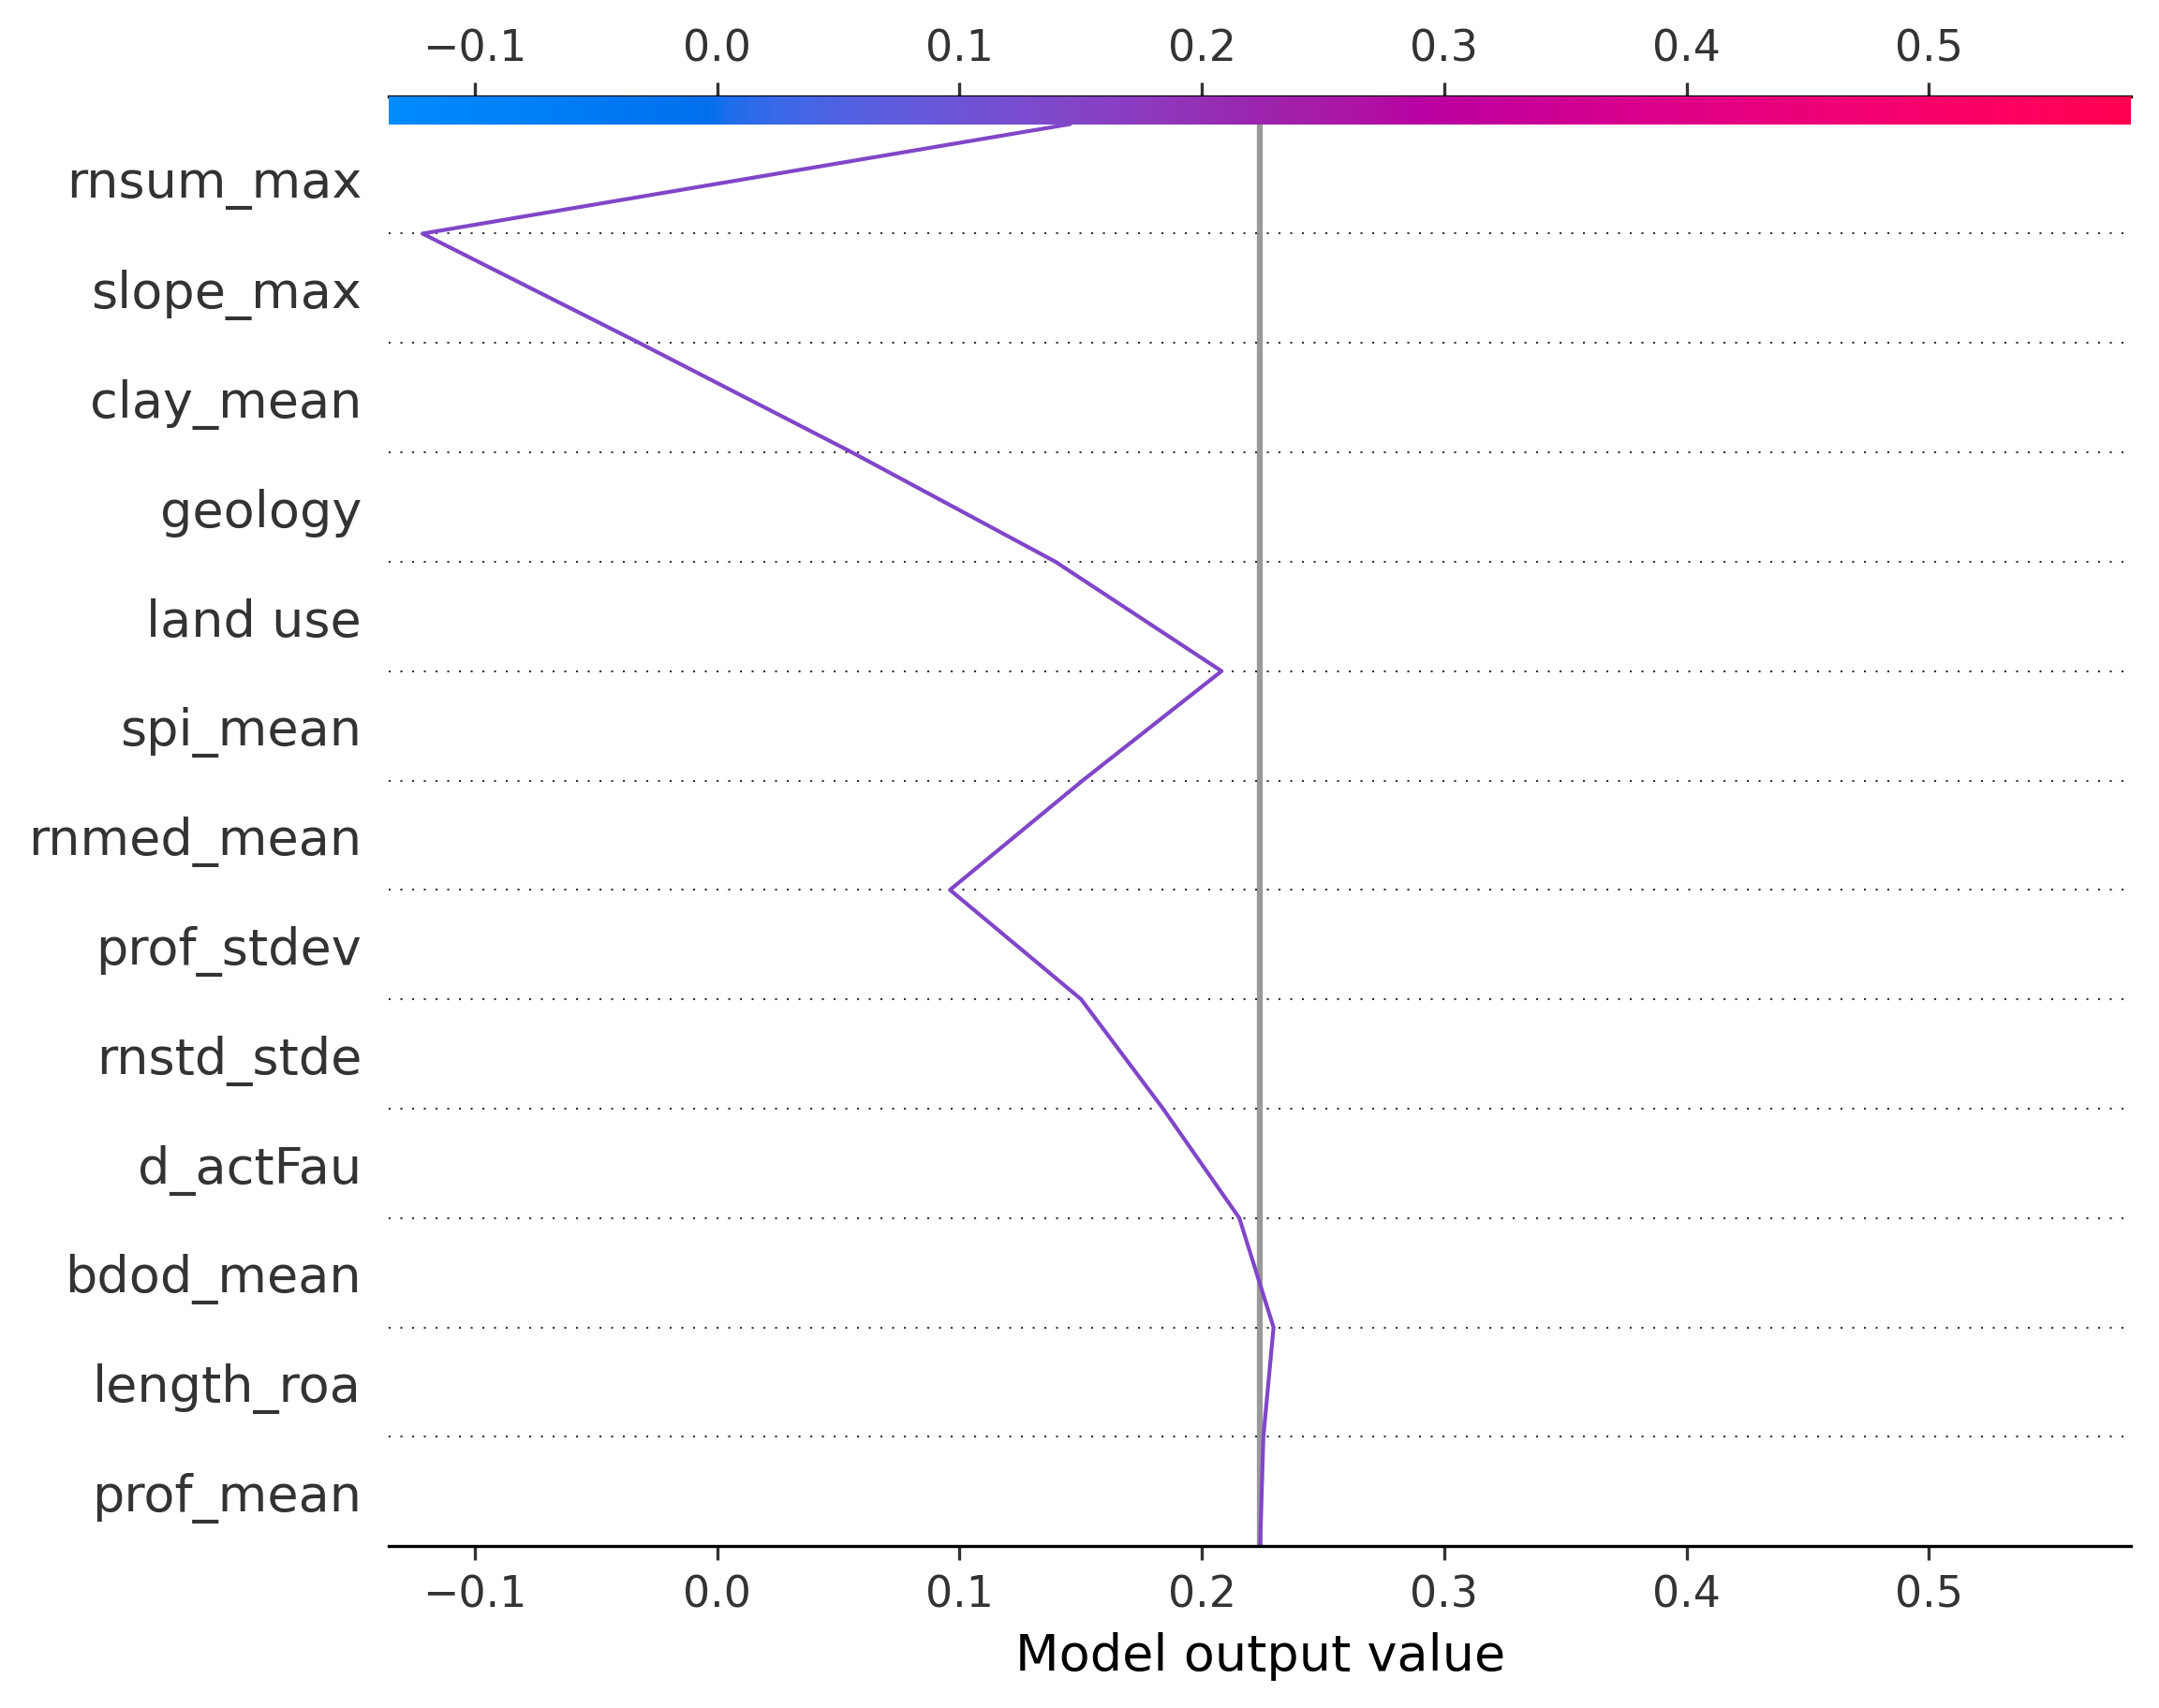 −0.1 0.0 0.1 0.2 0.3 0.4 0.5
rnsum_max
slope_max
clay_mean
geology
land use
spi_mean
rnmed_mean
prof_stdev
rnstd_stde
d_actFau
bdod_mean
length_roa
prof_mean
−0.1 0.0 0.1 0.2 0.3 0.4 0.5
Model output value